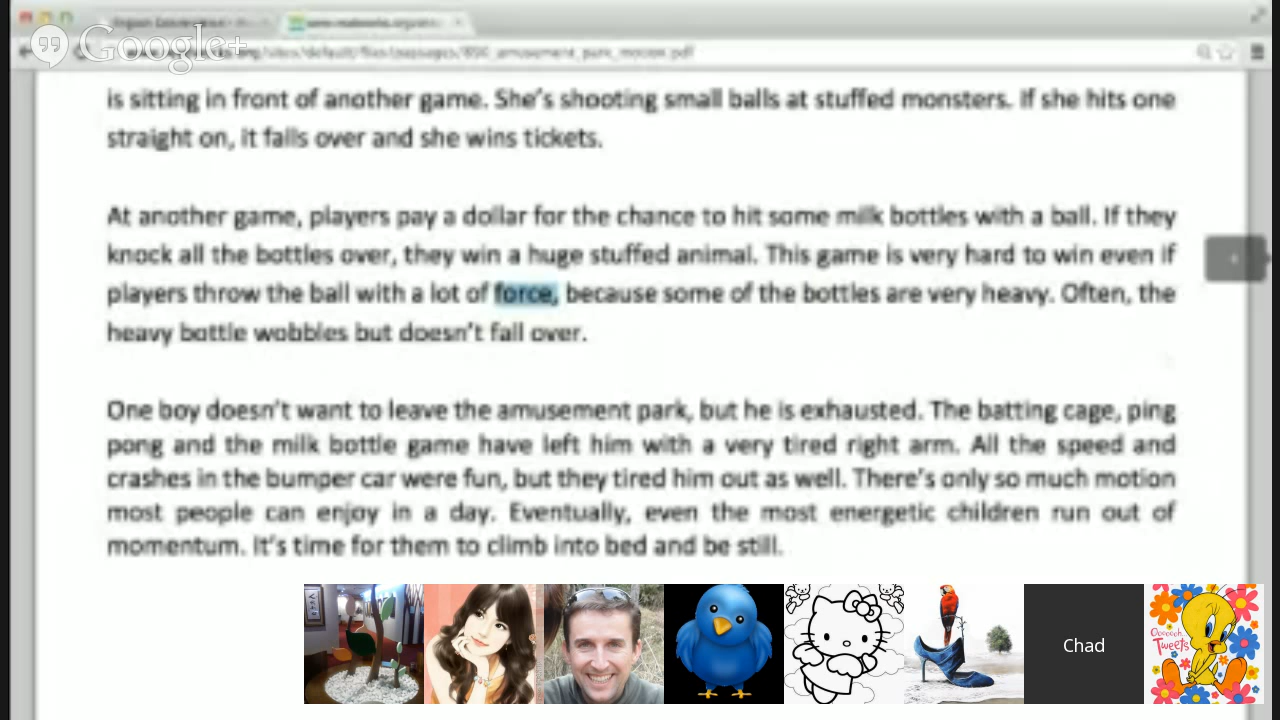 Google+
is sitting in front of another game. She's shooting small balls at stuffed monsters. If she hits one
straight on, it falls over and she wins tickets.
At another game, players pay a dollar for the chance to hit some milk bottles with a ball. If they
knock all the bottles over, they win a huge stuffed animal. This game is very hard to win even if
players throw the ball with a lot of force, because some of the bottles are very heavy. Often, the
heavy bottle wobbles but doesn't fall over.
One boy doesn't want to leave the amusement park, but he is exhausted. The batting cage, ping
pong and the milk bottle game have left him with a very tired right arm. All the speed and
crashes in the bumper car were fun, but they tired him out as well. There's only so much motion
most people can enjoy in a day. Eventually, even the most energetic children run out of
momentum. It's time for them to climb into bed and be still.
Chad
Tweets